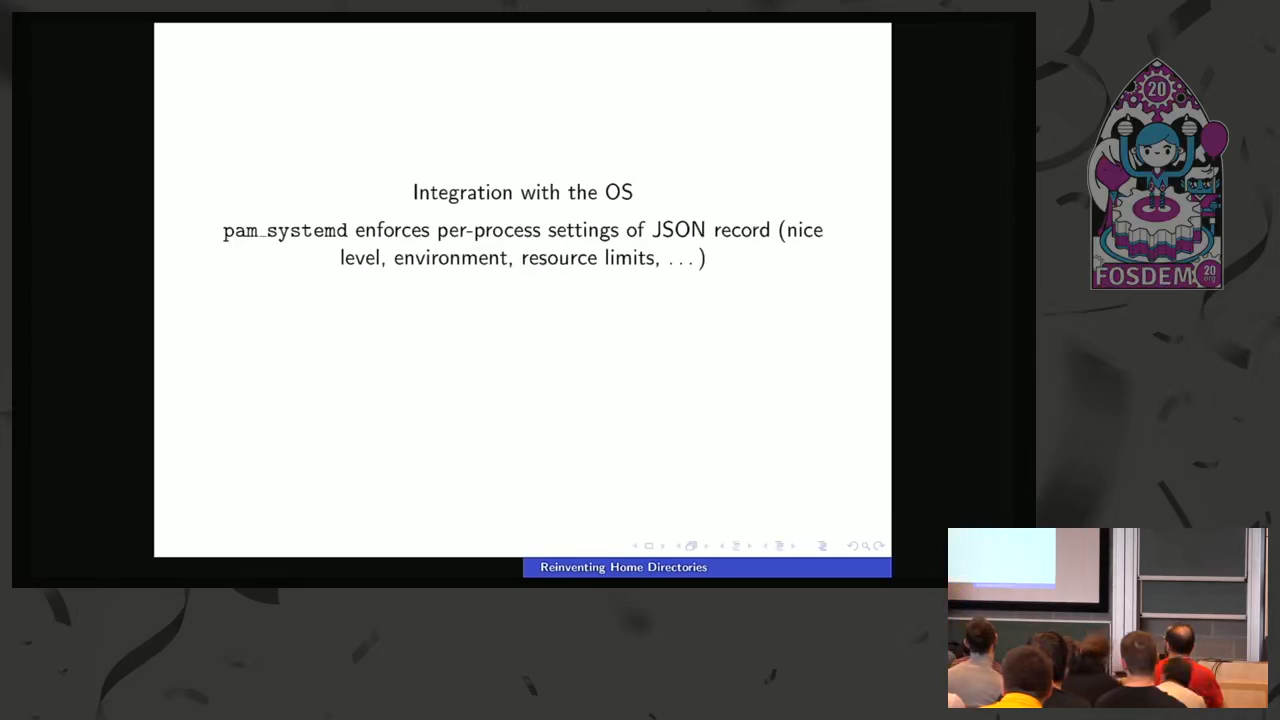 Integration with the OS
pam_systemd enforces per-process settings of JSON record (nice
level, environment, resource limits, ...)
Reinventing Home Directories
20
FOSDEM
20
.org